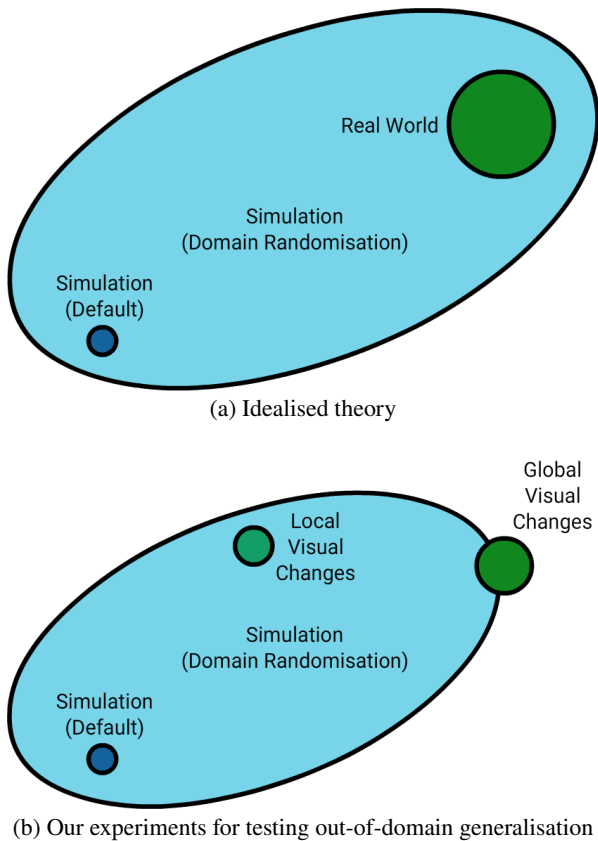 Real World
Simulation
(Domain Randomisation)
Simulation
(Default)
(a) Idealised theory
Global
Visual
Changes
Local
Visual
Changes
Simulation
(Domain Randomisation)
Simulation
(Default)
(b) Our experiments for testing out-of-domain generalisation